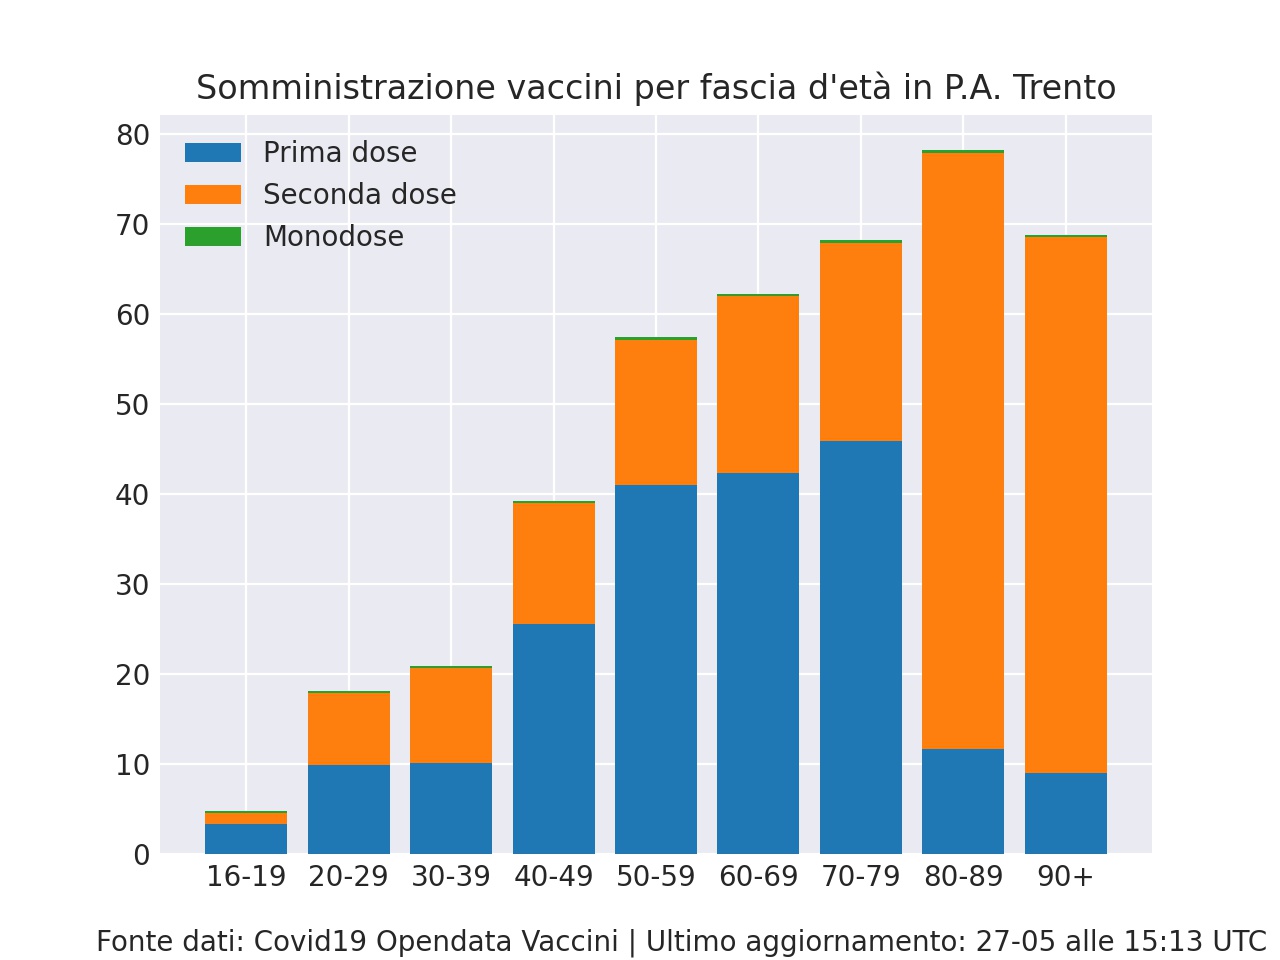 Somministrazione vaccini per fascia d'età in P.A. Trento
Prima dose
Seconda dose
Monodose
80
70
60
50
40
30
20
10
0
16-19 20-29 30-39 40-49 50-59 60-69 70-79 80-89 90+
Fonte dati: Covid19 Opendata Vaccini | Ultimo aggiornamento: 27-05 alle 15:13 UTC